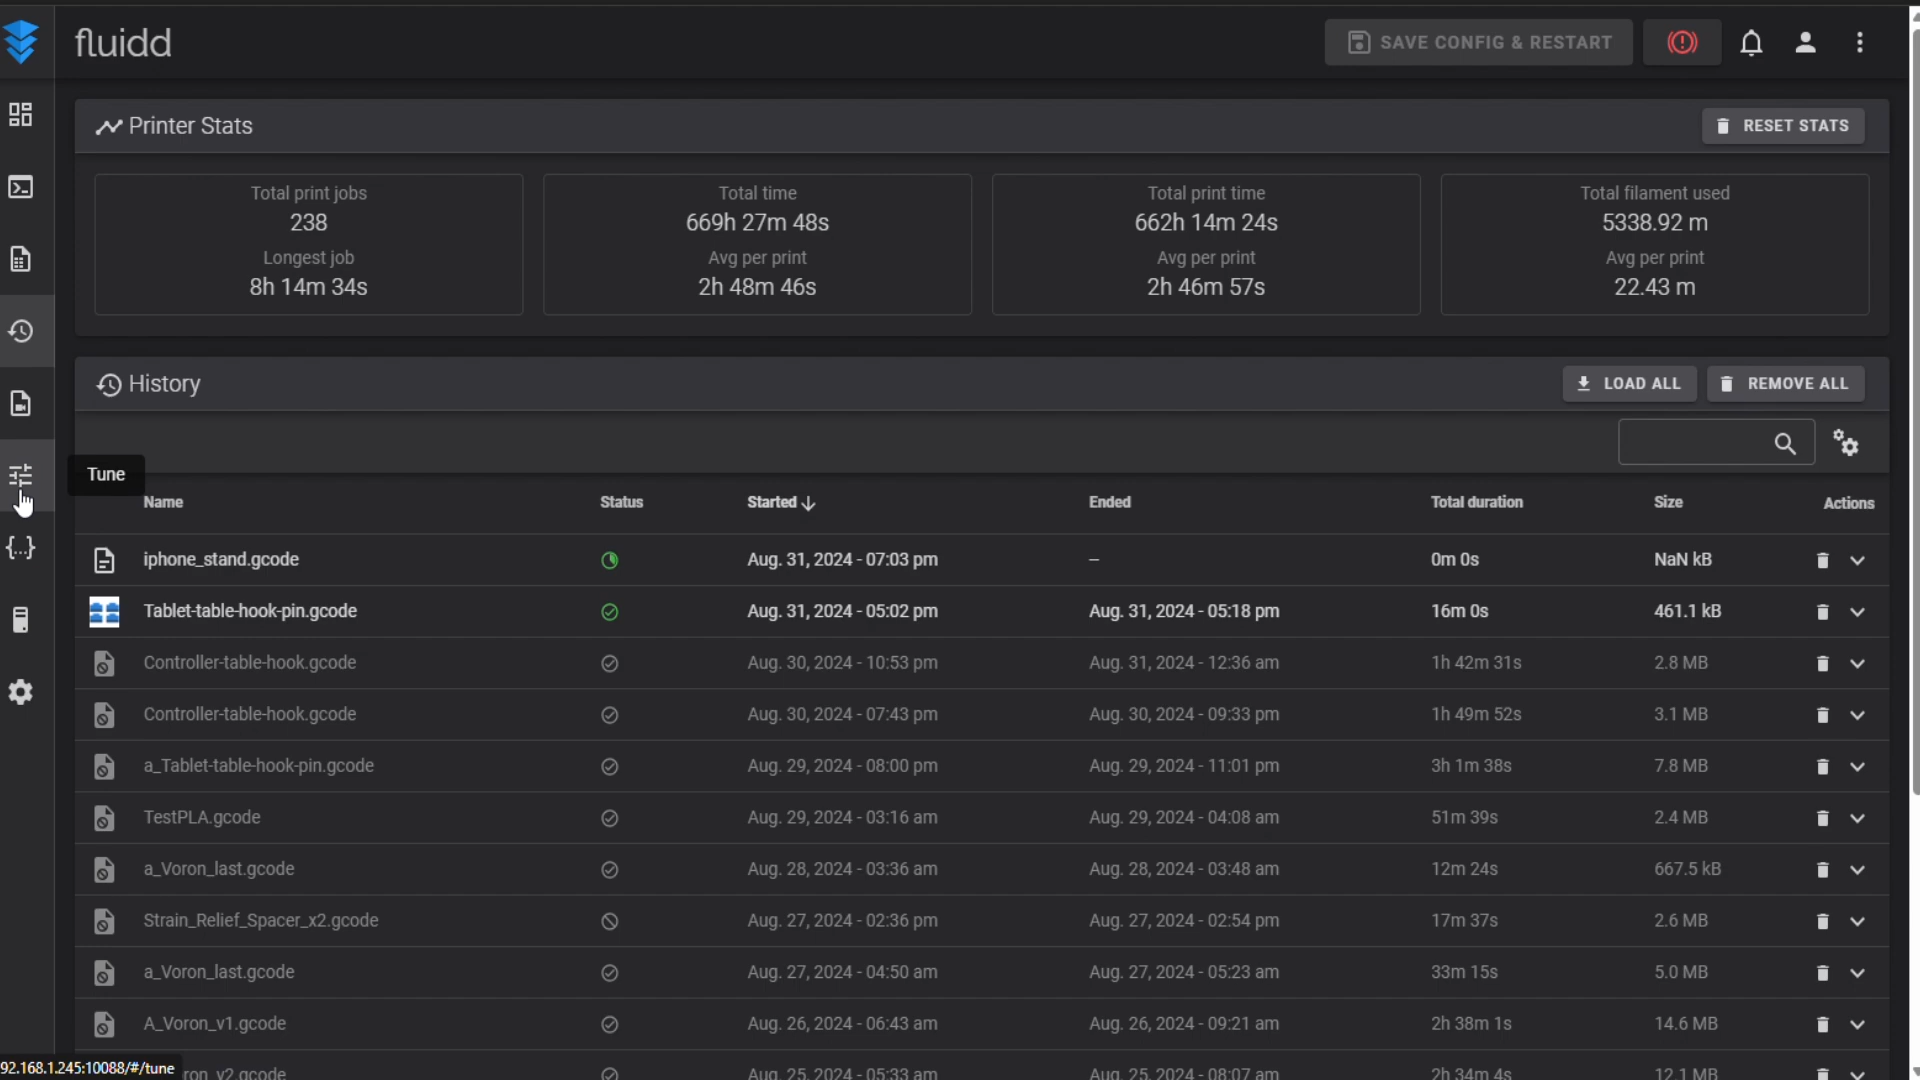 fluidd
SAVE CONFIG & RESTART
Printer Stats
RESET STATS
Total print jobs
238
Longest job
8h 14m 34s
Total time
669h 27m 48s
Avg per print
2h 48m 46s
Total print time
662h 14m 24s
Avg per print
2h 46m 57s
Total filament used
5338.92 m
Avg per print
22.43 m
History
LOAD ALL
REMOVE ALL
Tune
Name Status Started Ended Total duration Size Actions
iphone_stand.gcode Aug. 31, 2024 - 07:03 pm – 0m 0s NaN kB
Tablet-table-hook-pin.gcode Aug. 31, 2024 - 05:02 pm Aug. 31, 2024 - 05:18 pm 16m 0s 461.1 kB
Controller-table-hook.gcode Aug. 30, 2024 - 10:53 pm Aug. 31, 2024 - 12:36 am 1h 42m 31s 2.8 MB
Controller-table-hook.gcode Aug. 30, 2024 - 07:43 pm Aug. 30, 2024 - 09:33 pm 1h 49m 52s 3.1 MB
a_Tablet-table-hook-pin.gcode Aug. 29, 2024 - 08:00 pm Aug. 29, 2024 - 11:01 pm 3h 1m 38s 7.8 MB
TestPLA.gcode Aug. 29, 2024 - 03:16 am Aug. 29, 2024 - 04:08 am 51m 39s 2.4 MB
a_Voron_last.gcode Aug. 28, 2024 - 03:36 am Aug. 28, 2024 - 03:48 am 12m 24s 667.5 kB
Strain_Relief_Spacer_x2.gcode Aug. 27, 2024 - 02:36 pm Aug. 27, 2024 - 02:54 pm 17m 37s 2.6 MB
a_Voron_last.gcode Aug. 27, 2024 - 04:50 am Aug. 27, 2024 - 05:23 am 33m 15s 5.0 MB
A_Voron_v1.gcode Aug. 26, 2024 - 06:43 am Aug. 26, 2024 - 09:21 am 2h 38m 1s 14.6 MB
ron_v2.gcode Aug. 25, 2024 - 05:33 am Aug. 25, 2024 - 08:07 am 2h 34m 4s 12.1 MB
92.168.1.245:10088/#/tune